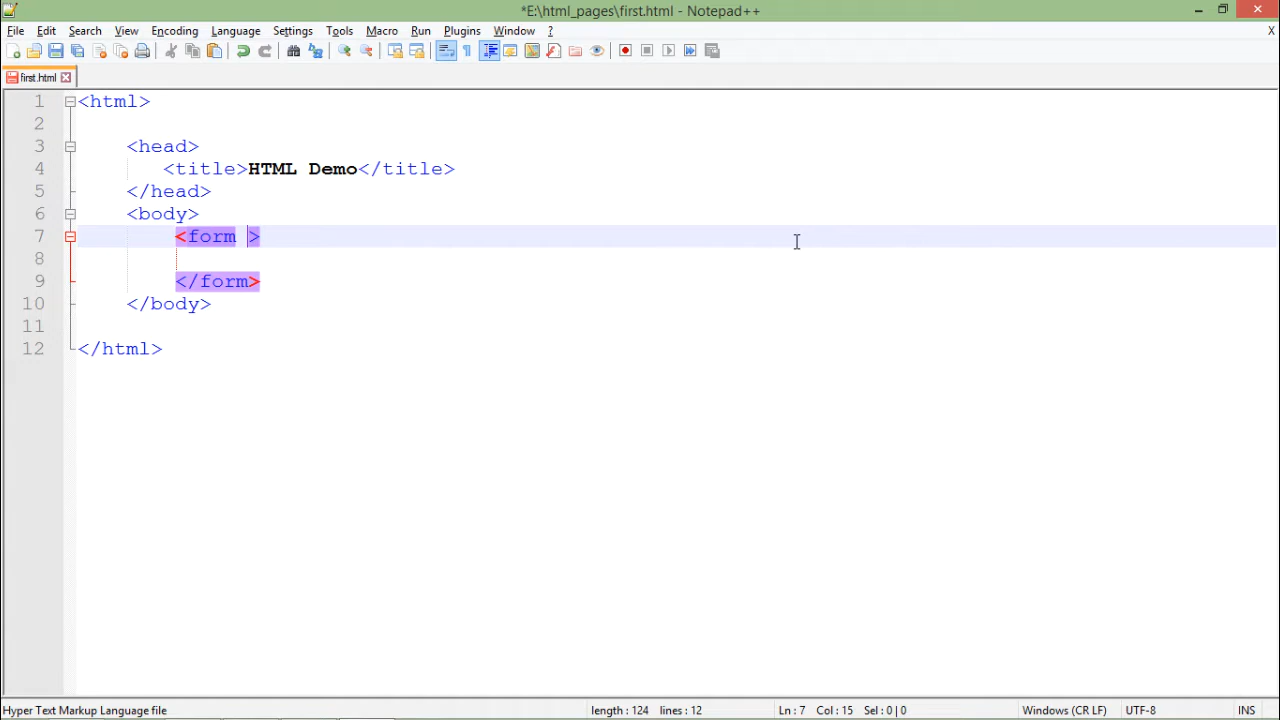 *E:\html_pages\first.html - Notepad++
File Edit Search View Encoding Language Settings Tools Macro Run Plugins Window ? X
first.html
1 <html>
2
3 <head>
4 <title>HTML Demo</title>
5 </head>
6 <body>
7 <form >
8
9 </form>
10 </body>
11
12 </html>
Hyper Text Markup Language file length : 124 lines : 12 Ln : 7 Col : 15 Sel : 0 | 0 Windows (CR LF) UTF-8 INS